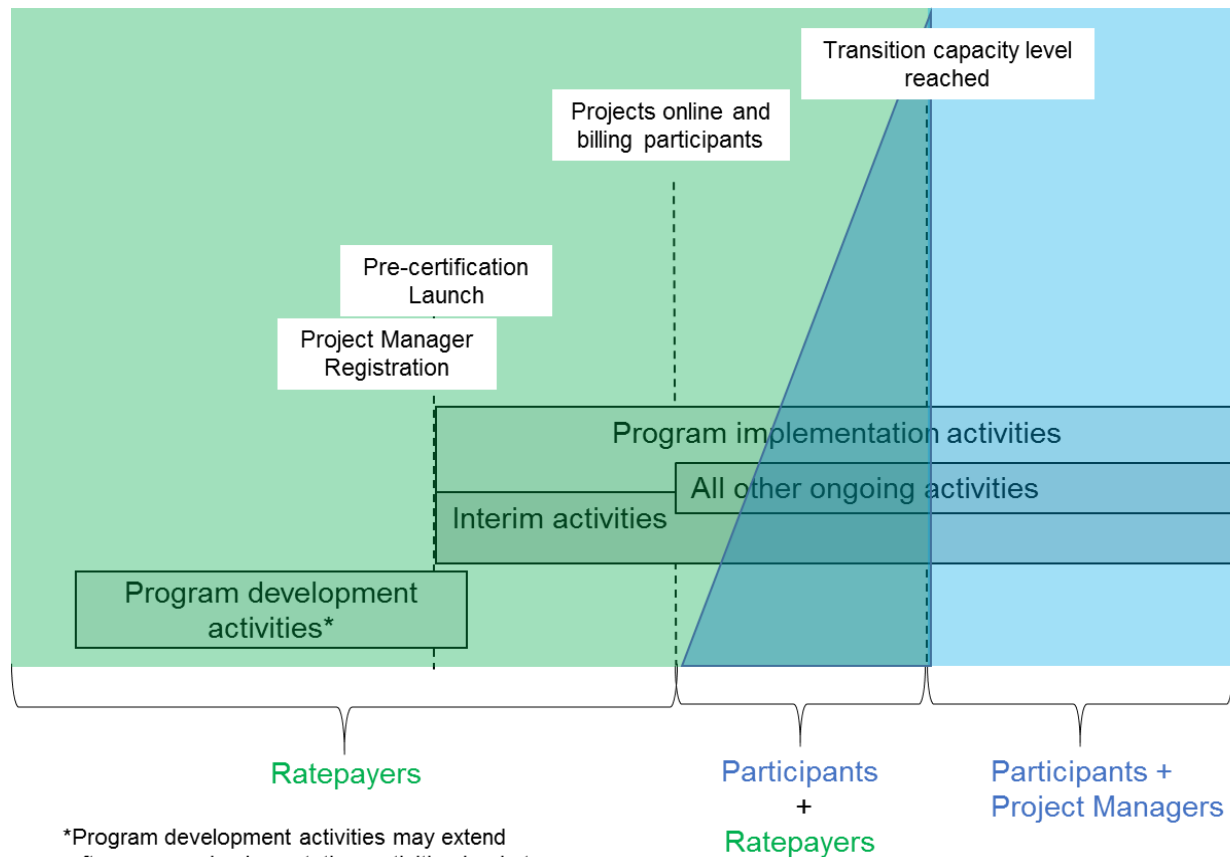 Transition capacity level
reached
Projects online and
billing participants
Pre-certification
Launch
Project Manager
Registration
Program implementation activities
All other ongoing activities
Interim activities
Program development
activities*
Ratepayers
Participants
+
Ratepayers
Participants +
Project Managers
*Program development activities may extend